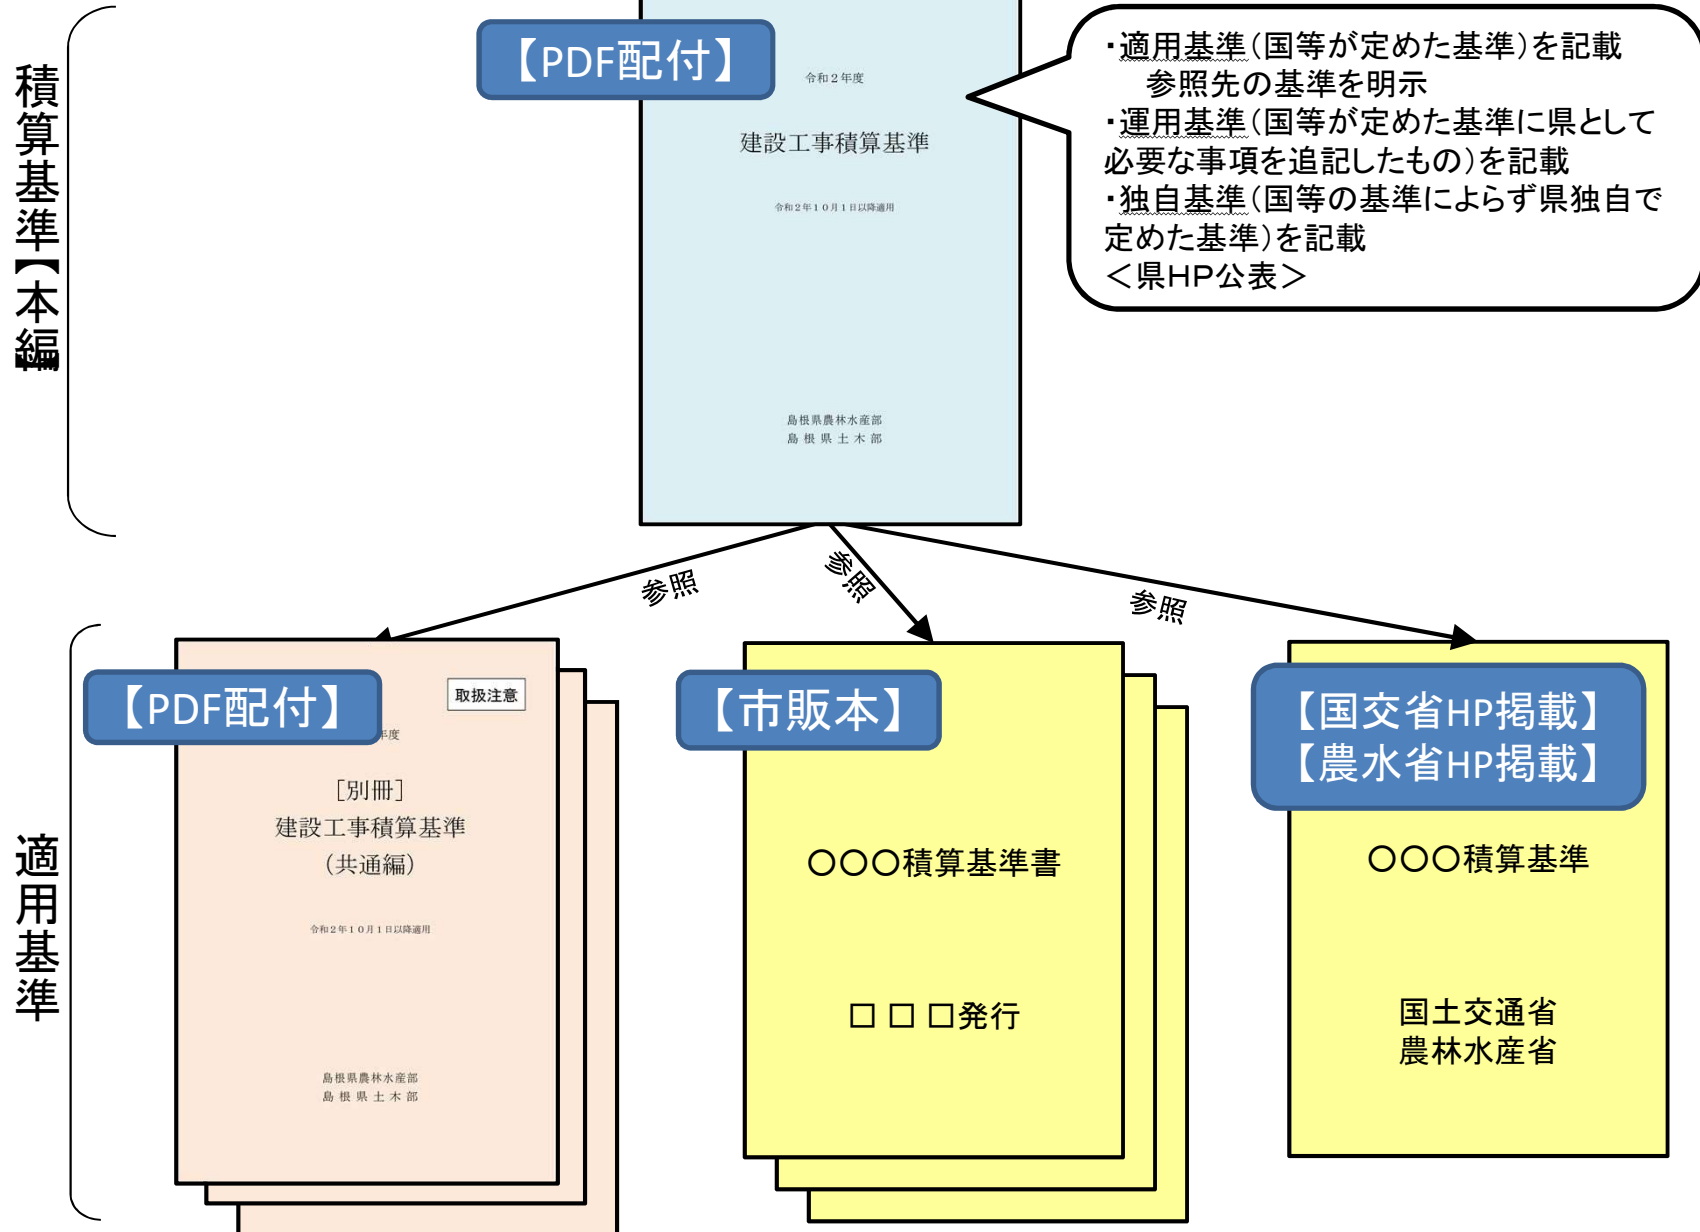 積算基準【本編】
【PDF配付】
令和２年度
建設工事積算基準
令和２年１０月１日以降適用
島根県農林水産部
島根県土木部
・適用基準（国等が定めた基準）を記載
参照先の基準を明示
・運用基準（国等が定めた基準に県として
必要な事項を追記したもの）を記載
・独自基準（国等の基準によらず県独自で
定めた基準）を記載
＜県HP公表＞
参照
参照
参照
適用基準
【PDF配付】
取扱注意
年度
［別冊］
建設工事積算基準
（共通編）
令和２年１０月１日以降適用
島根県農林水産部
島根県土木部
【市販本】
〇〇〇積算基準書
□ □ □発行
【国交省HP掲載】
【農水省HP掲載】
〇〇〇積算基準
国土交通省
農林水産省